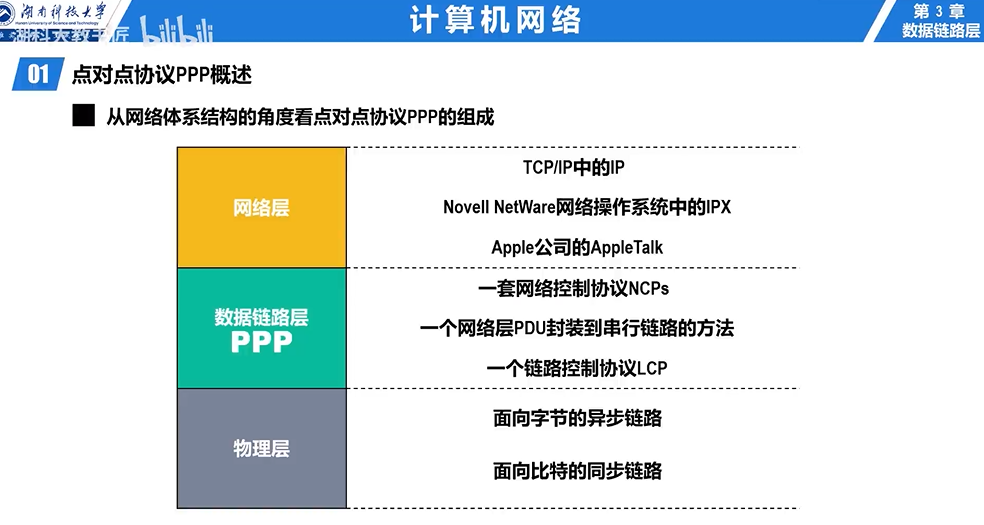 湖南科技大学
Hunan University of Science and Technology
计算机网络
第 3 章
数据链路层
湖科大教书匠 bilibili
01 点对点协议PPP概述
从网络体系结构的角度看点对点协议PPP的组成
网络层
TCP/IP中的IP
Novell NetWare网络操作系统中的IPX
Apple公司的AppleTalk
数据链路层
PPP
一套网络控制协议NCPs
一个网络层PDU封装到串行链路的方法
一个链路控制协议LCP
物理层
面向字节的异步链路
面向比特的同步链路